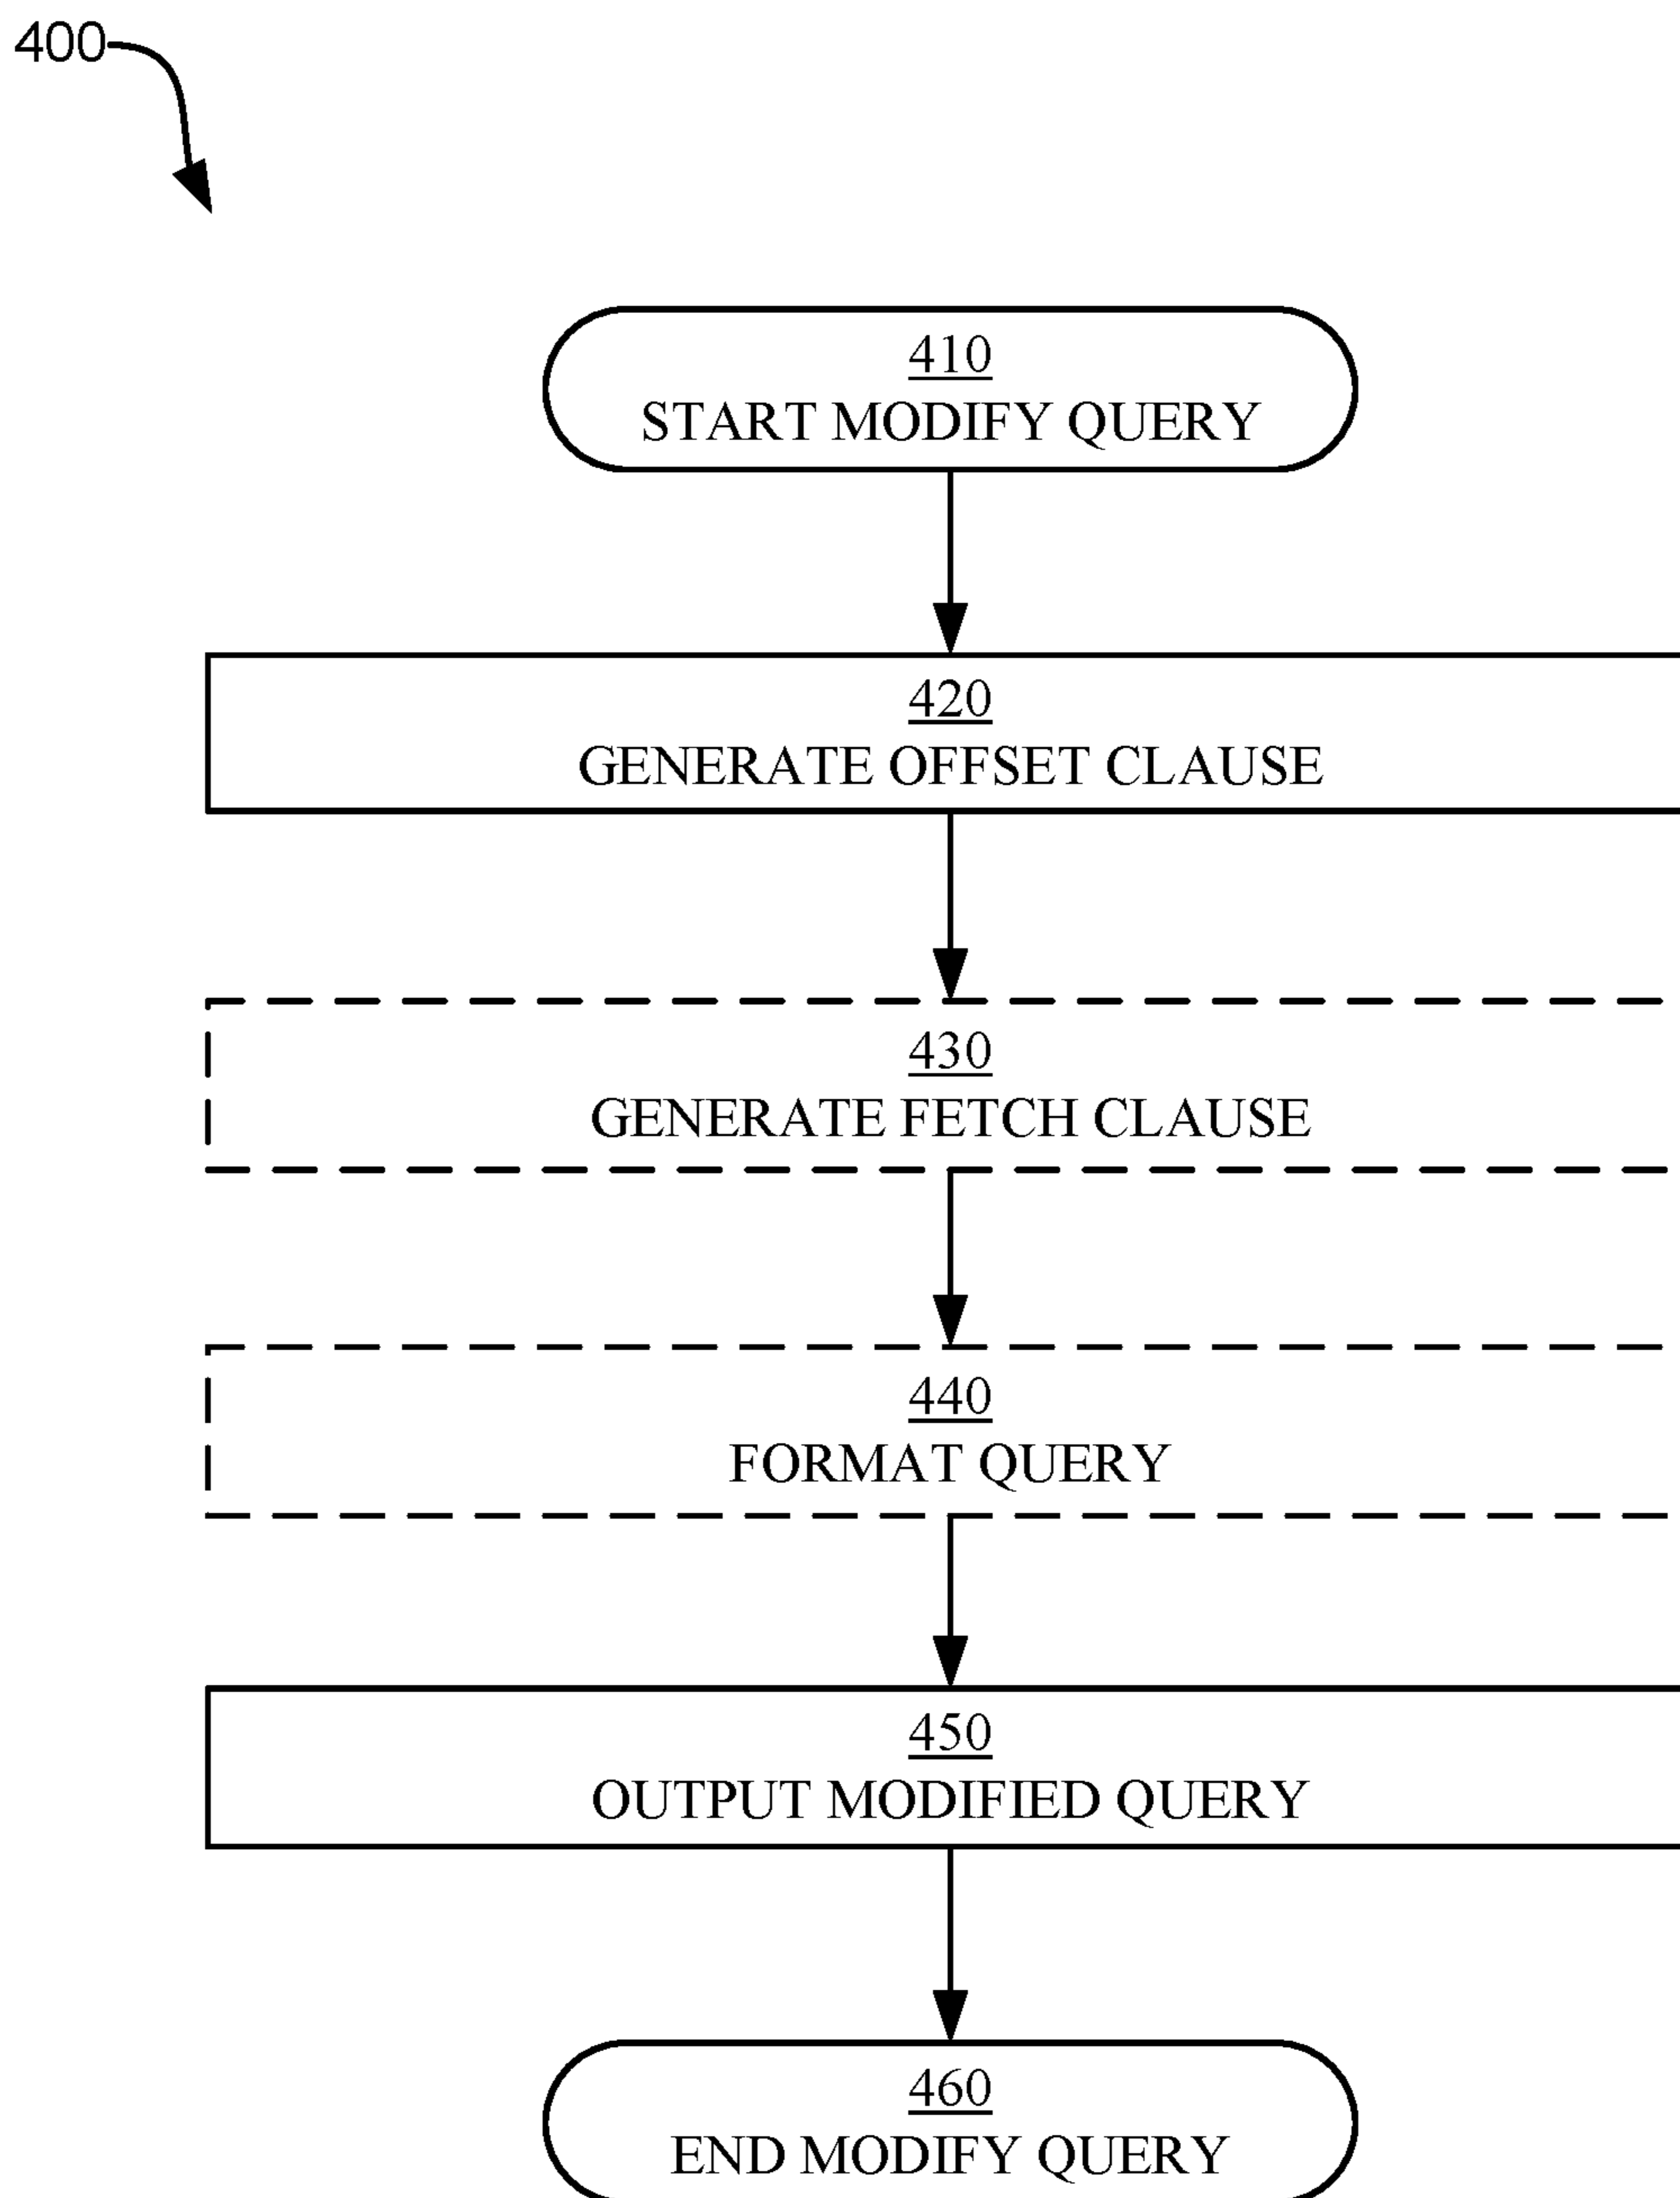 400
410
START MODIFY QUERY
420
GENERATE OFFSET CLAUSE
430
GENERATE FETCH CLAUSE
440
FORMAT QUERY
450
OUTPUT MODIFIED QUERY
460
END MODIFY QUERY